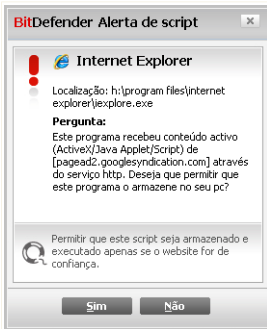 BitDefender Alerta de script
Internet Explorer
Localização: h:\program files\internet
explorer\iexplore.exe
Pergunta:
Este programa recebeu conteúdo activo
(ActiveX/Java Applet/Script) de
[pagead2.googlesyndication.com] através
do serviço http. Deseja que permitir que
este programa o armazene no seu pc?
Permitir que este script seja armazenado e
executado apenas se o website for de
confiança.
Sim Não